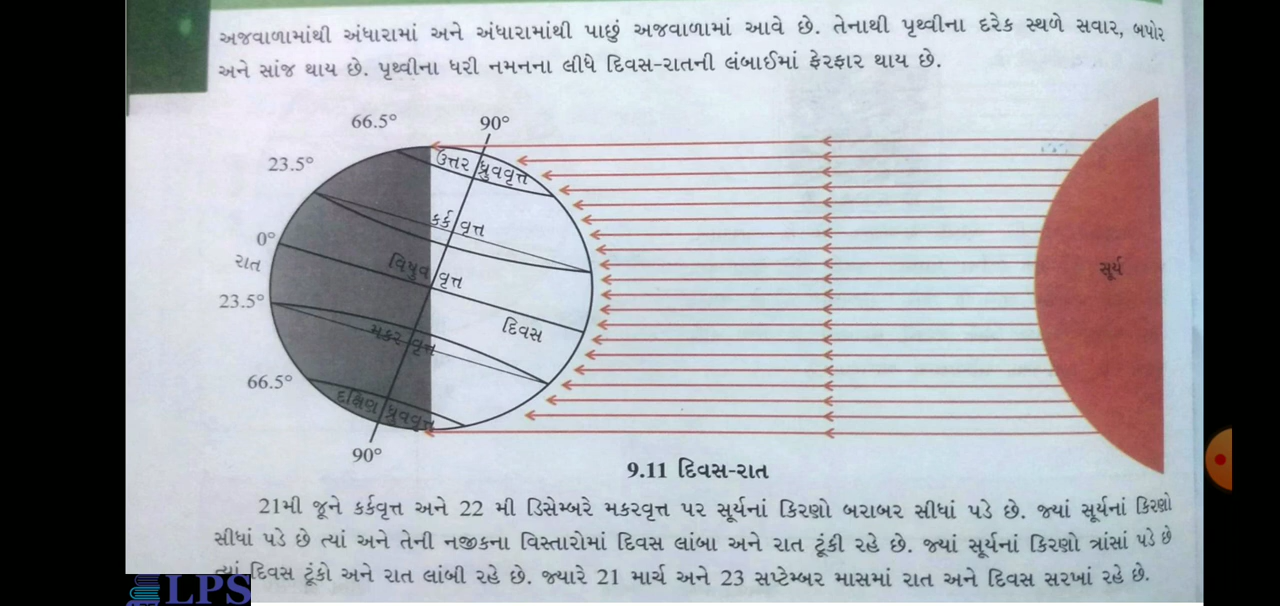 અજવાળામાંથી અંધારામાં અને અંધારામાંથી પાછું અજવાળામાં આવે છે. તેનાથી પૃથ્વીના દરેક સ્થળે સવાર, બપોર
અને સાંજ થાય છે. પૃથ્વીના ધરી નમનના લીધે દિવસ-રાતની લંબાઈમાં ફેરફાર થાય છે.
66.5° 90°
ઉત્તર ધ્રુવવૃત્ત
23.5°
કર્ક વૃત્ત
0°
રાત
વિષુવ વૃત્ત
સૂર્ય
23.5°
દિવસ
મકર વૃત્ત
66.5°
દક્ષિણ ધ્રુવવૃત્ત
90°
9.11 દિવસ-રાત
21મી જૂને કર્કવૃત્ત અને 22 મી ડિસેમ્બરે મકરવૃત્ત પર સૂર્યનાં કિરણો બરાબર સીધાં પડે છે. જ્યાં સૂર્યનાં કિરણો
સીધાં પડે છે ત્યાં અને તેની નજીકના વિસ્તારોમાં દિવસ લાંબા અને રાત ટૂંકી રહે છે. જ્યાં સૂર્યનાં કિરણો ત્રાંસાં પડે છે
ત્યાં દિવસ ટૂંકો અને રાત લાંબી રહે છે. જ્યારે 21 માર્ચ અને 23 સપ્ટેમ્બર માસમાં રાત અને દિવસ સરખાં રહે છે.
LPS